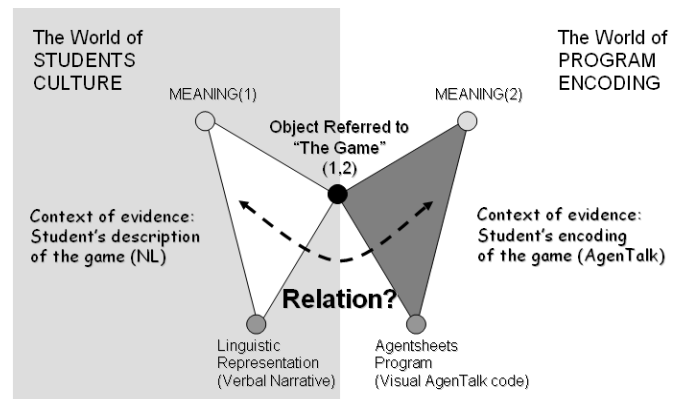 The World of
STUDENTS
CULTURE
The World of
PROGRAM
ENCODING
MEANING(1)
MEANING(2)
Object Referred to
“The Game”
(1,2)
Context of evidence:
Student’s description
of the game (NL)
Context of evidence:
Student’s encoding
of the game (AgenTalk)
Relation?
Linguistic
Representation
(Verbal Narrative)
Agentsheets
Program
(Visual AgenTalk code)